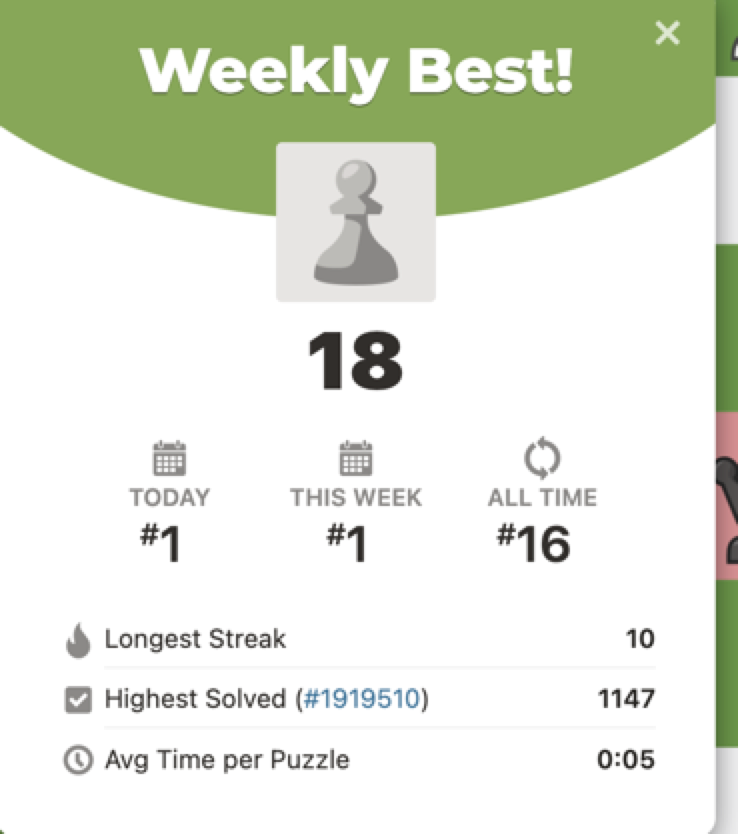 Weekly Best!
18
TODAY THIS WEEK ALL TIME
#1 #1 #16
Longest Streak 10
Highest Solved (#1919510) 1147
Avg Time per Puzzle 0:05